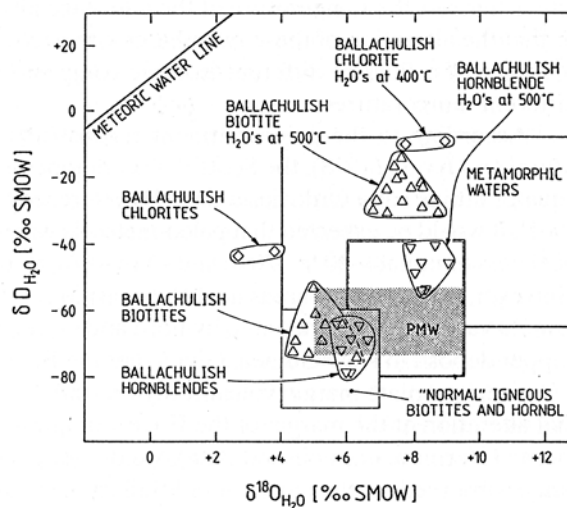 +20
0
-20
-40
-60
-80
δ D H₂O [‰ SMOW]
METEORIC WATER LINE
BALLACHULISH
CHLORITE
H₂O's at 400°C
BALLACHULISH
HORNBLENDE
H₂O's at 500°C
BALLACHULISH
BIOTITE
H₂O's at 500°C
METAMORPHIC
WATERS
BALLACHULISH
CHLORITES
BALLACHULISH
BIOTITES
PMW
BALLACHULISH
HORNBLENDES
"NORMAL" IGNEOUS
BIOTITES AND HORNBL
0
+2
+4
+6
+8
+10
+12
δ¹⁸O H₂O [‰ SMOW]